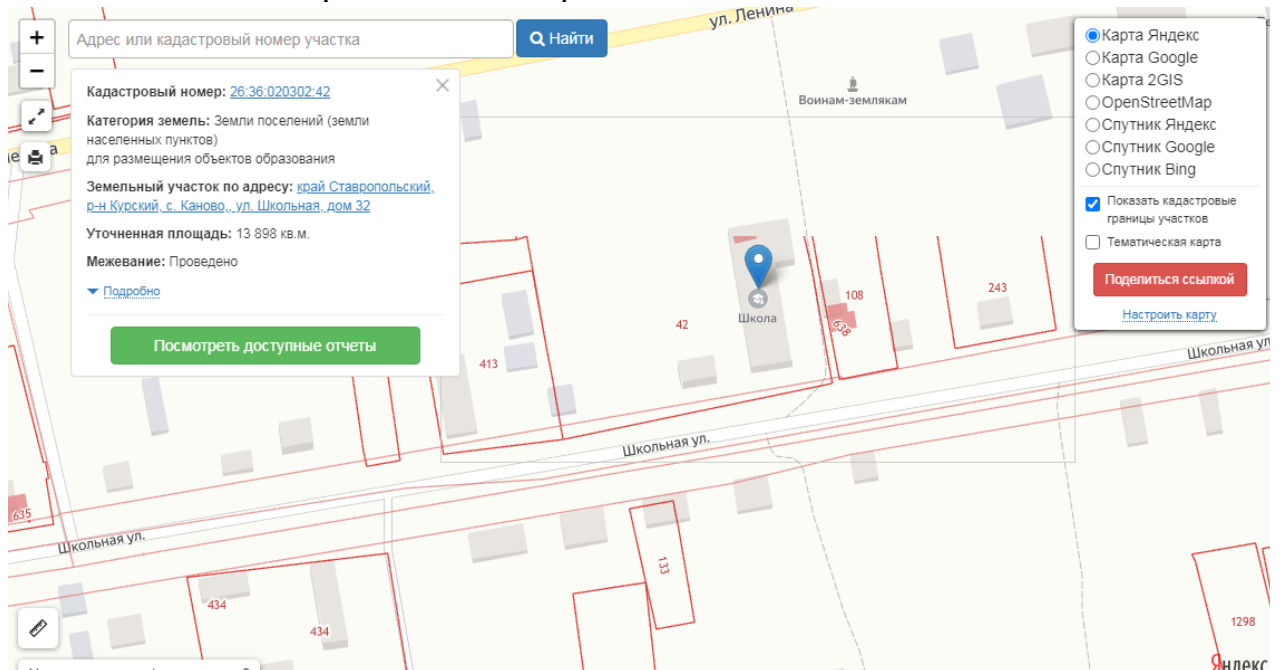 ул. Ленина
+
Адрес или кадастровый номер участка
Найти
−
Кадастровый номер: 26:36:020302:42
Категория земель: Земли поселений (земли
населенных пунктов)
для размещения объектов образования
Земельный участок по адресу: край Ставропольский,
р-н Курский, с. Каново,, ул. Школьная, дом 32
Уточненная площадь: 13 898 кв.м.
Межевание: Проведено
Подробно
Посмотреть доступные отчеты
Воинам-землякам
Карта Яндекс
Карта Google
Карта 2GIS
OpenStreetMap
Спутник Яндекс
Спутник Google
Спутник Bing
Показать кадастровые
границы участков
Тематическая карта
Поделиться ссылкой
Настроить карту
Школа
42
108
638
243
413
Школьная ул
Школьная ул.
635
Школьная ул.
133
434
434
1298
Яндекс